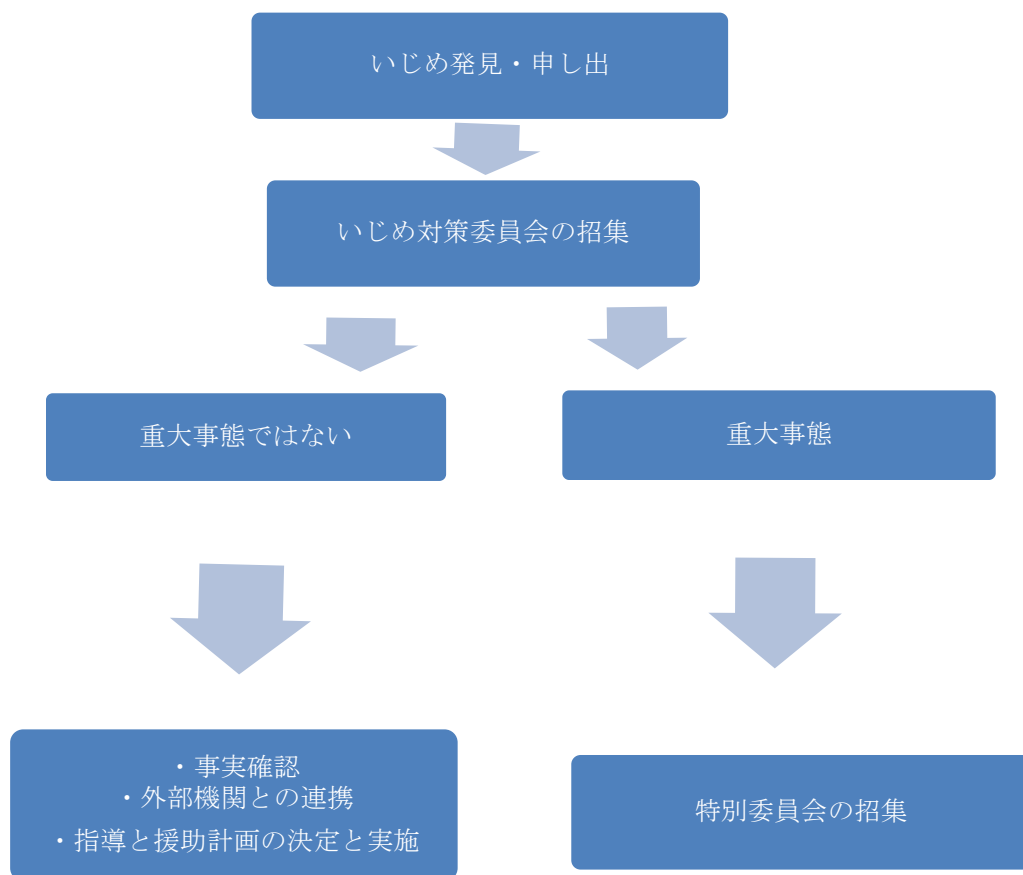 いじめ発見・申し出
いじめ対策委員会の招集
重大事態ではない
重大事態
・事実確認
・外部機関との連携
・指導と援助計画の決定と実施
特別委員会の招集